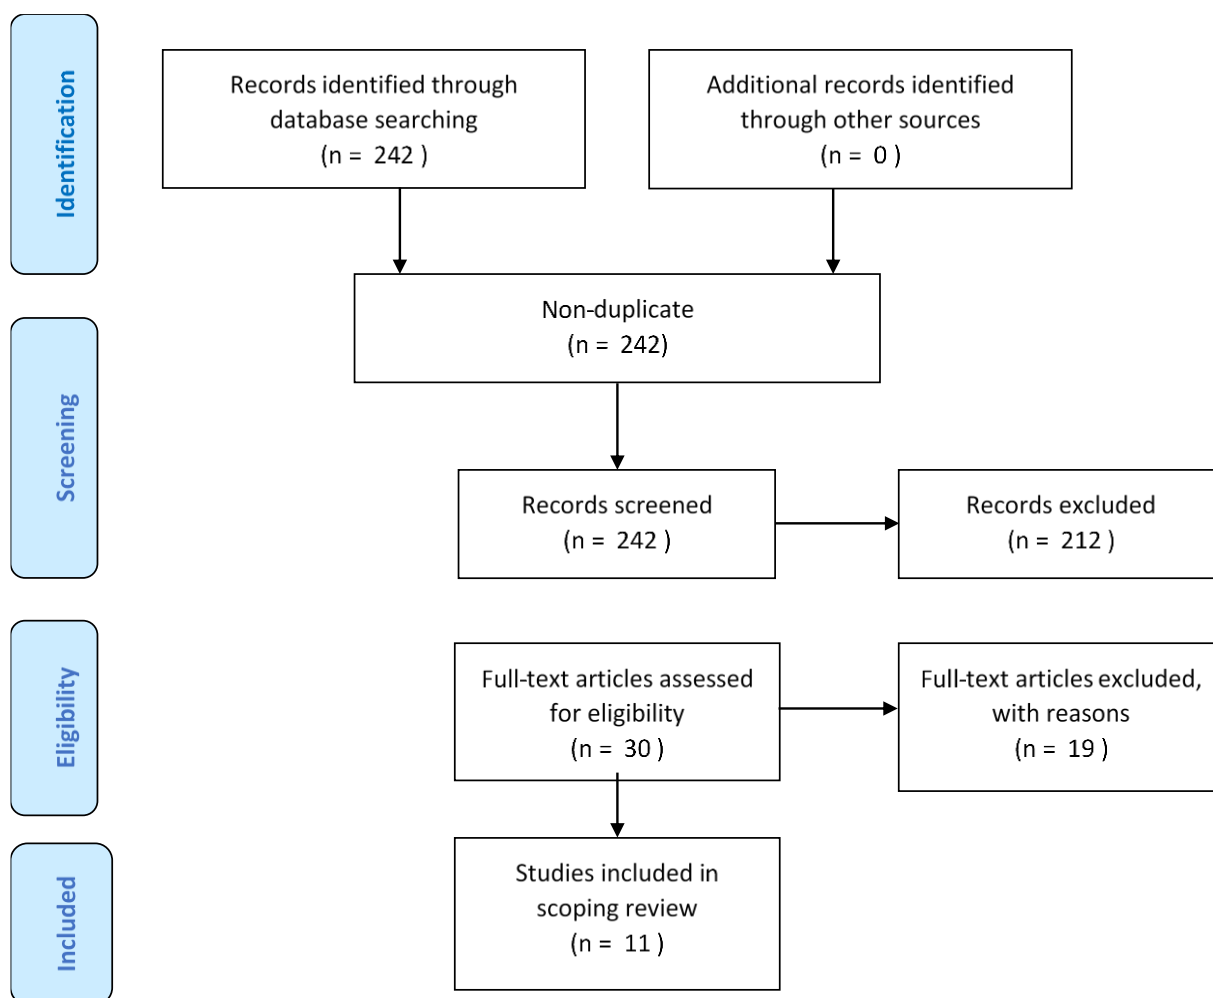 Identification
Records identified through
database searching
(n = 242 )
Additional records identified
through other sources
(n = 0 )
Non-duplicate
(n = 242)
Screening
Records screened
(n = 242 )
Records excluded
(n = 212 )
Eligibility
Full-text articles assessed
for eligibility
(n = 30 )
Full-text articles excluded,
with reasons
(n = 19 )
Included
Studies included in
scoping review
(n = 11 )